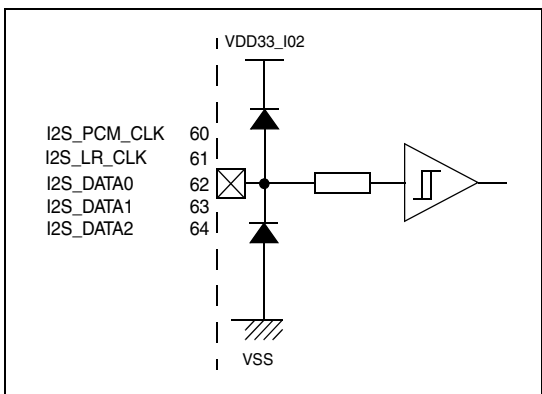 VDD33_I02
I2S_PCM_CLK 60
I2S_LR_CLK 61
I2S_DATA0 62
I2S_DATA1 63
I2S_DATA2 64
VSS